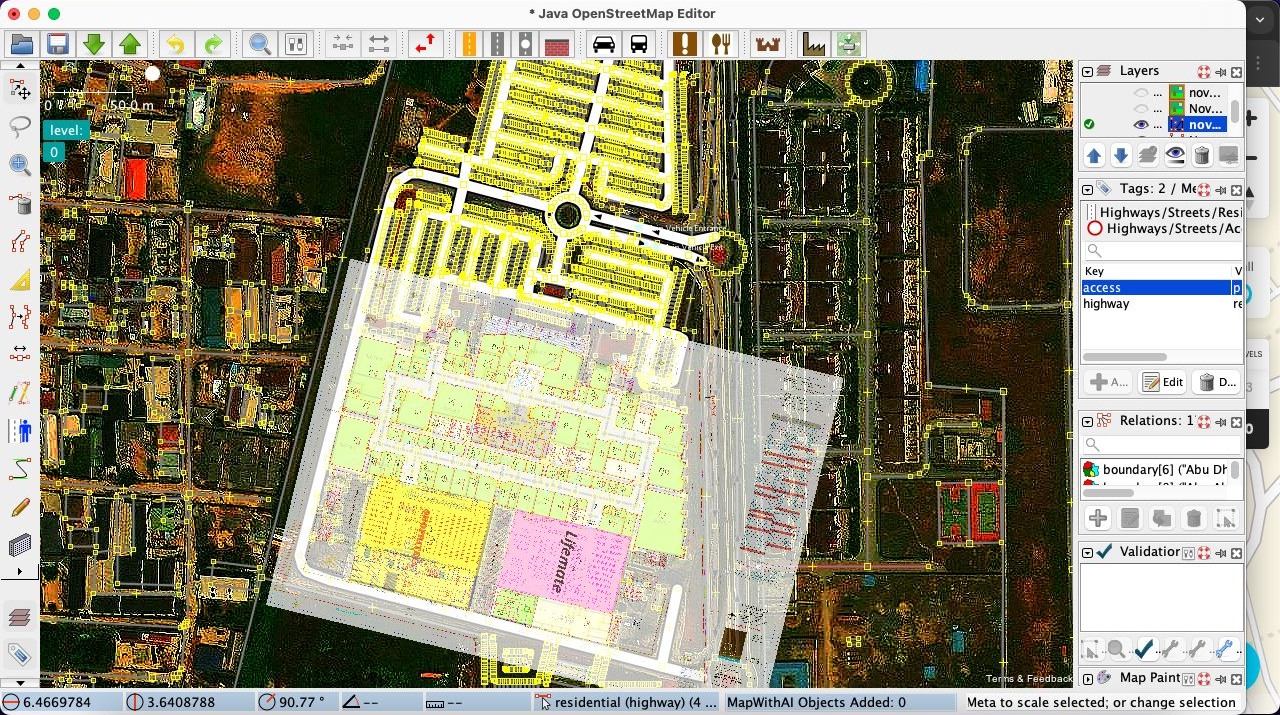 * Java OpenStreetMap Editor
0
50.0 m
level:
0
Vehicle Entrance
Lifemate
Terms & Feedback
Layers
nov...
Nov...
nov...
Tags: 2 / Me
Highways/Streets/Resi
Highways/Streets/Ac
Key
V
access
p
highway
re
A...
Edit
D...
Relations: 1
boundary[6] ("Abu Dh
Validation
Map Paint
6.4669784
3.6408788
90.77 °
--
--
residential (highway) (4 ...
MapWithAI Objects Added: 0
Meta to scale selected; or change selection